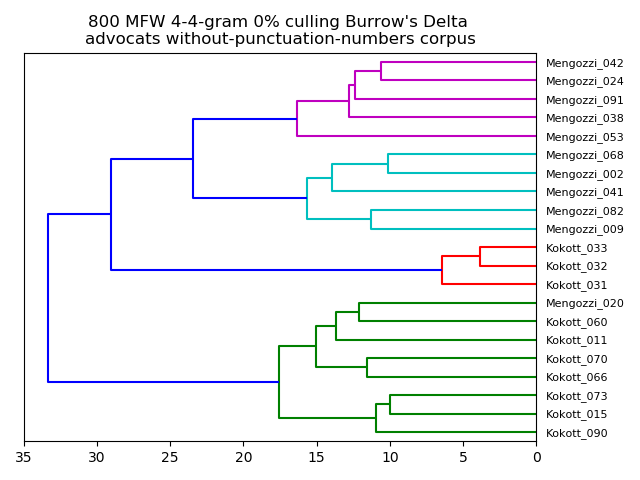 800 MFW 4-4-gram 0% culling Burrow's Delta
advocats without-punctuation-numbers corpus
Mengozzi_042
Mengozzi_024
Mengozzi_091
Mengozzi_038
Mengozzi_053
Mengozzi_068
Mengozzi_002
Mengozzi_041
Mengozzi_082
Mengozzi_009
Kokott_033
Kokott_032
Kokott_031
Mengozzi_020
Kokott_060
Kokott_011
Kokott_070
Kokott_066
Kokott_073
Kokott_015
Kokott_090
35 30 25 20 15 10 5 0